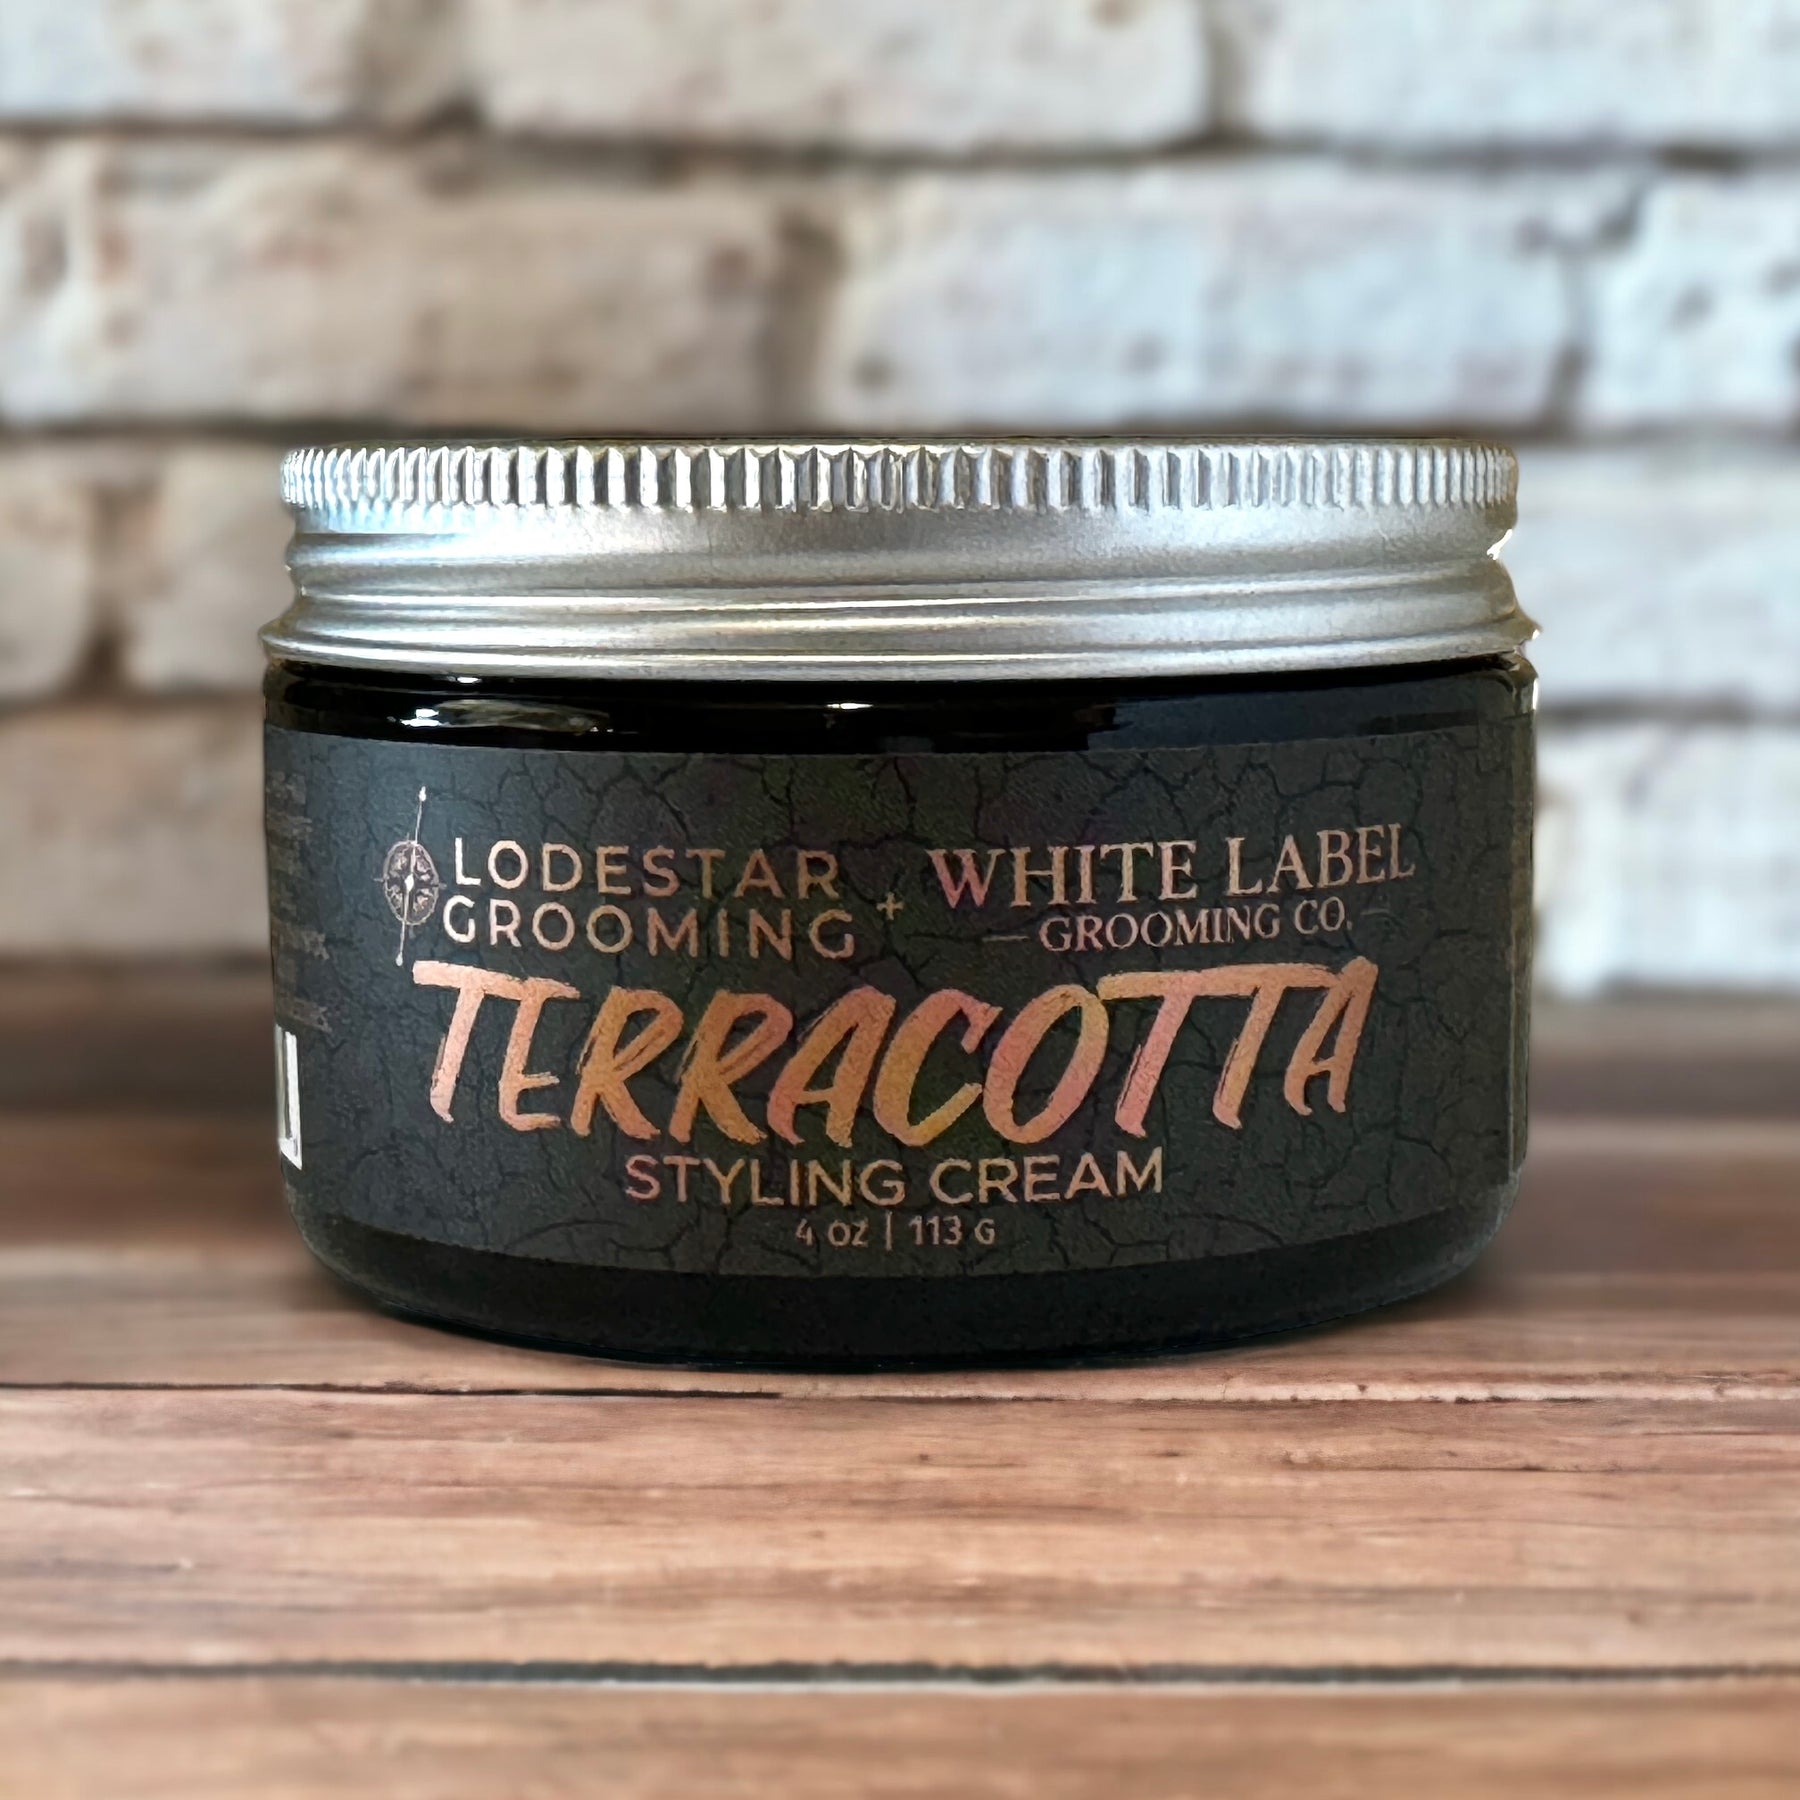 LODESTAR
GROOMING
+
WHITE LABEL
— GROOMING CO. —
TERRACOTTA
STYLING CREAM
4 OZ | 113 G